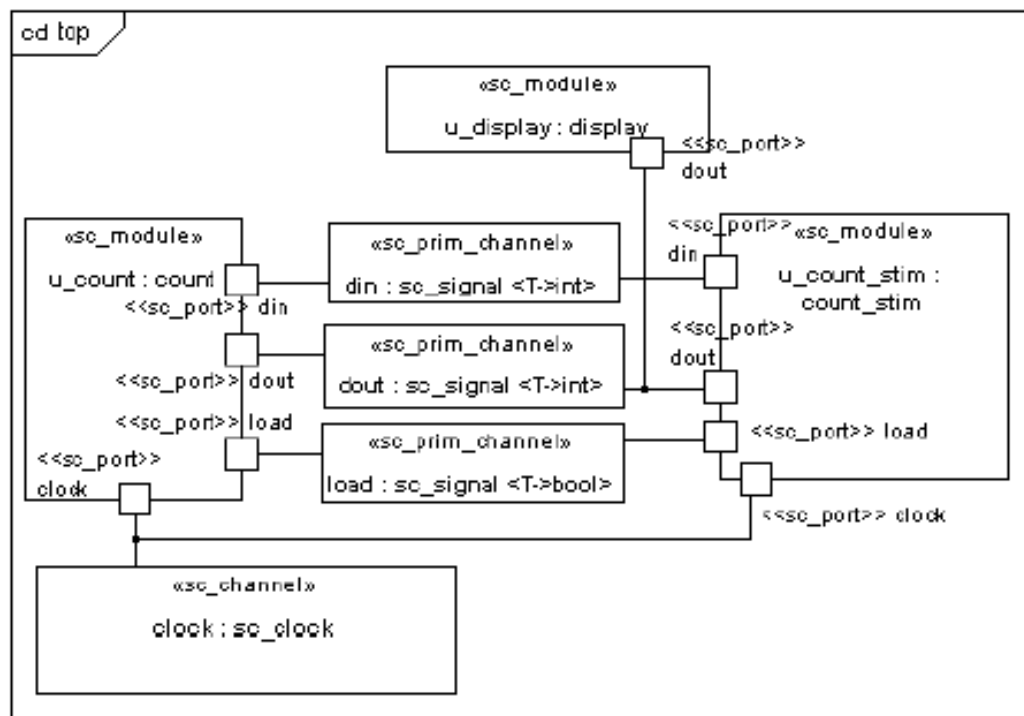 cd top
«sc_module»
u_display : display
<<sc_port>>
dout
«sc_module»
u_count : count
<<sc_port>> din
<<sc_port>> dout
<<sc_port>> load
<<sc_port>>
clock
«sc_prim_channel»
din : sc_signal <T->int>
«sc_prim_channel»
dout : sc_signal <T->int>
«sc_prim_channel»
load : sc_signal <T->bool>
<<sc_port>>
din
«sc_module»
u_count_stim :
count_stim
<<sc_port>>
dout
<<sc_port>> load
<<sc_port>> clock
«sc_channel»
clock : sc_clock